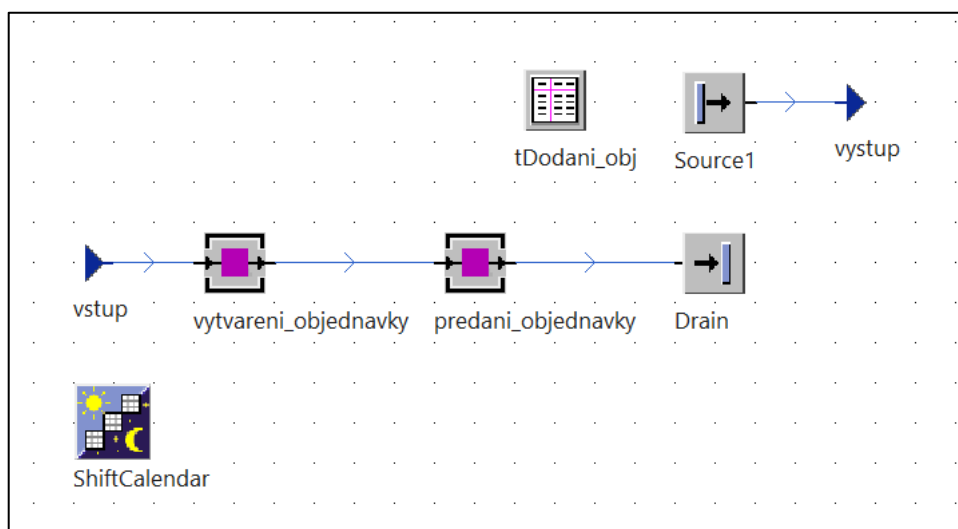 tDodani_obj
Source1
vystup
vstup
vytvareni_objednavky
predani_objednavky
Drain
ShiftCalendar